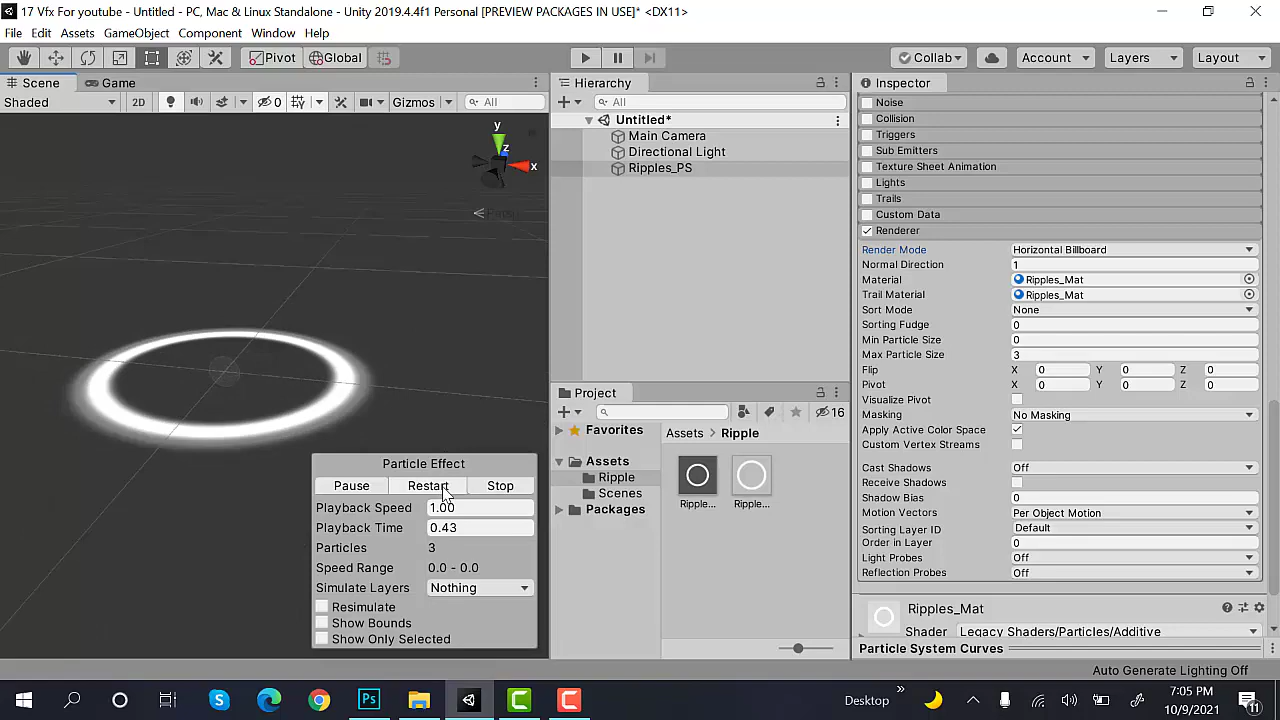 17 Vfx For youtube - Untitled - PC, Mac & Linux Standalone - Unity 2019.4.4f1 Personal [PREVIEW PACKAGES IN USE]* <DX11>
File Edit Assets GameObject Component Window Help
Pivot Global Collab Account Layers Layout
Scene Game
Shaded 2D 0 Gizmos All
y
z
x
Persp
Particle Effect
Pause Restart Stop
Playback Speed 1.00
Playback Time 0.43
Particles 3
Speed Range 0.0 - 0.0
Simulate Layers Nothing
Resimulate
Show Bounds
Show Only Selected
Hierarchy
All
Untitled*
Main Camera
Directional Light
Ripples_PS
Project
16
Favorites
Assets
Ripple
Scenes
Packages
Assets > Ripple
Ripple... Ripple...
Inspector
Noise
Collision
Triggers
Sub Emitters
Texture Sheet Animation
Lights
Trails
Custom Data
Renderer
Render Mode Horizontal Billboard
Normal Direction 1
Material Ripples_Mat
Trail Material Ripples_Mat
Sort Mode None
Sorting Fudge 0
Min Particle Size 0
Max Particle Size 3
Flip X 0 Y 0 Z 0
Pivot X 0 Y 0 Z 0
Visualize Pivot
Masking No Masking
Apply Active Color Space
Custom Vertex Streams
Cast Shadows Off
Receive Shadows
Shadow Bias 0
Motion Vectors Per Object Motion
Sorting Layer ID Default
Order in Layer 0
Light Probes Off
Reflection Probes Off
Ripples_Mat
Shader Legacy Shaders/Particles/Additive
Particle System Curves
Auto Generate Lighting Off
Desktop
7:05 PM
10/9/2021
11